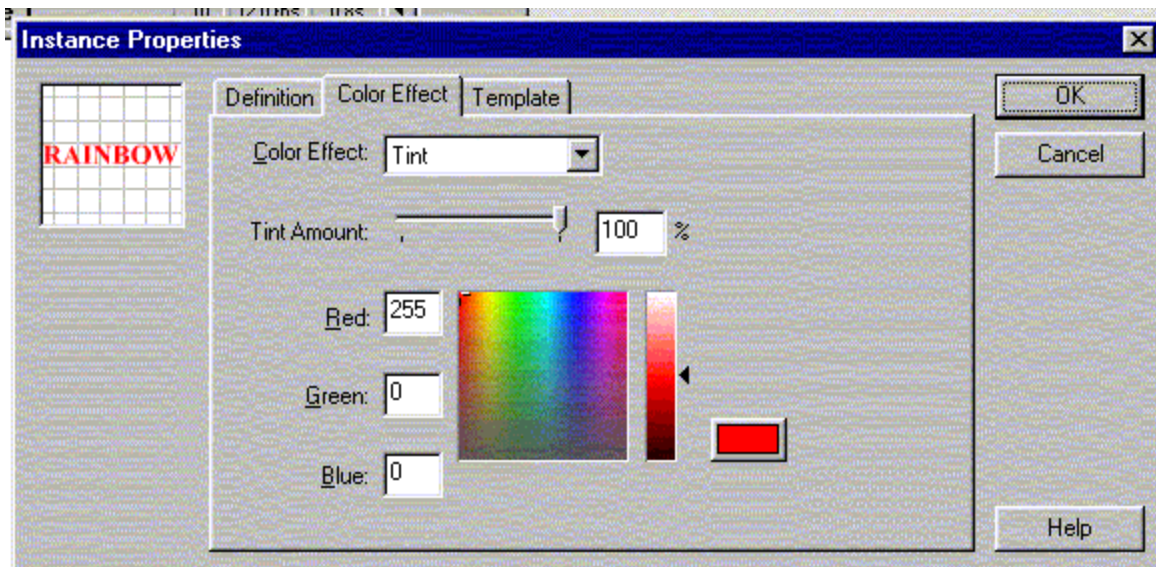 Instance Properties
RAINBOW
Definition Color Effect Template
OK
Cancel
Color Effect: Tint
Tint Amount: 100 %
Red: 255
Green: 0
Blue: 0
Help